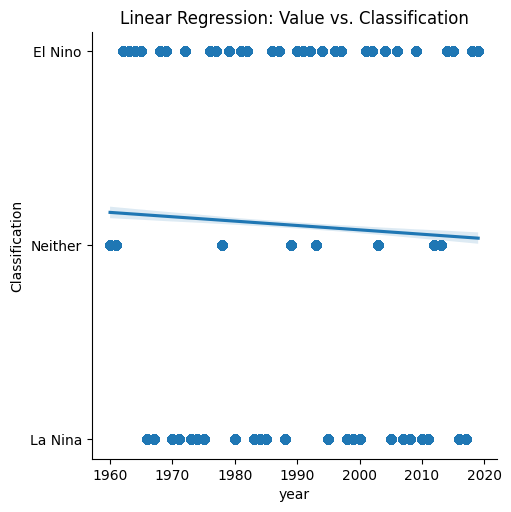 Linear Regression: Value vs. Classification
El Nino
Neither
La Nina
Classification
1960 1970 1980 1990 2000 2010 2020
year